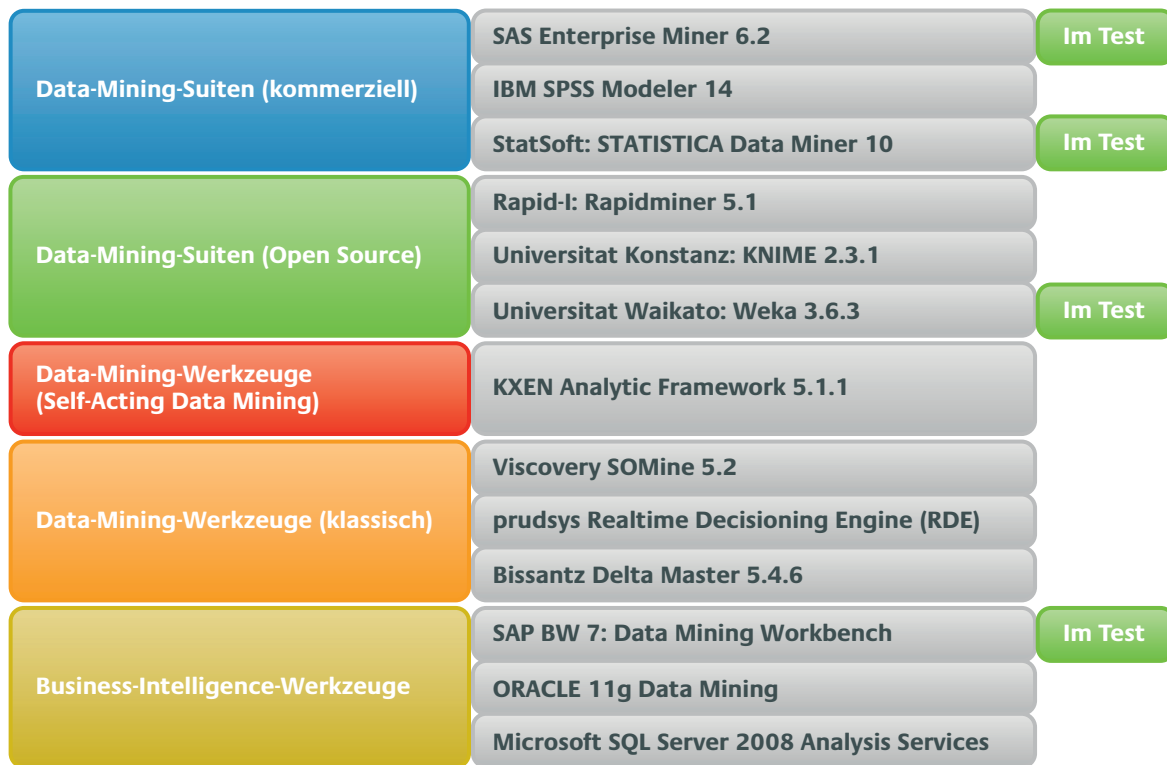 Data-Mining-Suiten (kommerziell)
SAS Enterprise Miner 6.2
Im Test
IBM SPSS Modeler 14
StatSoft: STATISTICA Data Miner 10
Im Test
Data-Mining-Suiten (Open Source)
Rapid-I: Rapidminer 5.1
Universitat Konstanz: KNIME 2.3.1
Universitat Waikato: Weka 3.6.3
Im Test
Data-Mining-Werkzeuge
(Self-Acting Data Mining)
KXEN Analytic Framework 5.1.1
Data-Mining-Werkzeuge (klassisch)
Viscovery SOMine 5.2
prudsys Realtime Decisioning Engine (RDE)
Bissantz Delta Master 5.4.6
Business-Intelligence-Werkzeuge
SAP BW 7: Data Mining Workbench
Im Test
ORACLE 11g Data Mining
Microsoft SQL Server 2008 Analysis Services